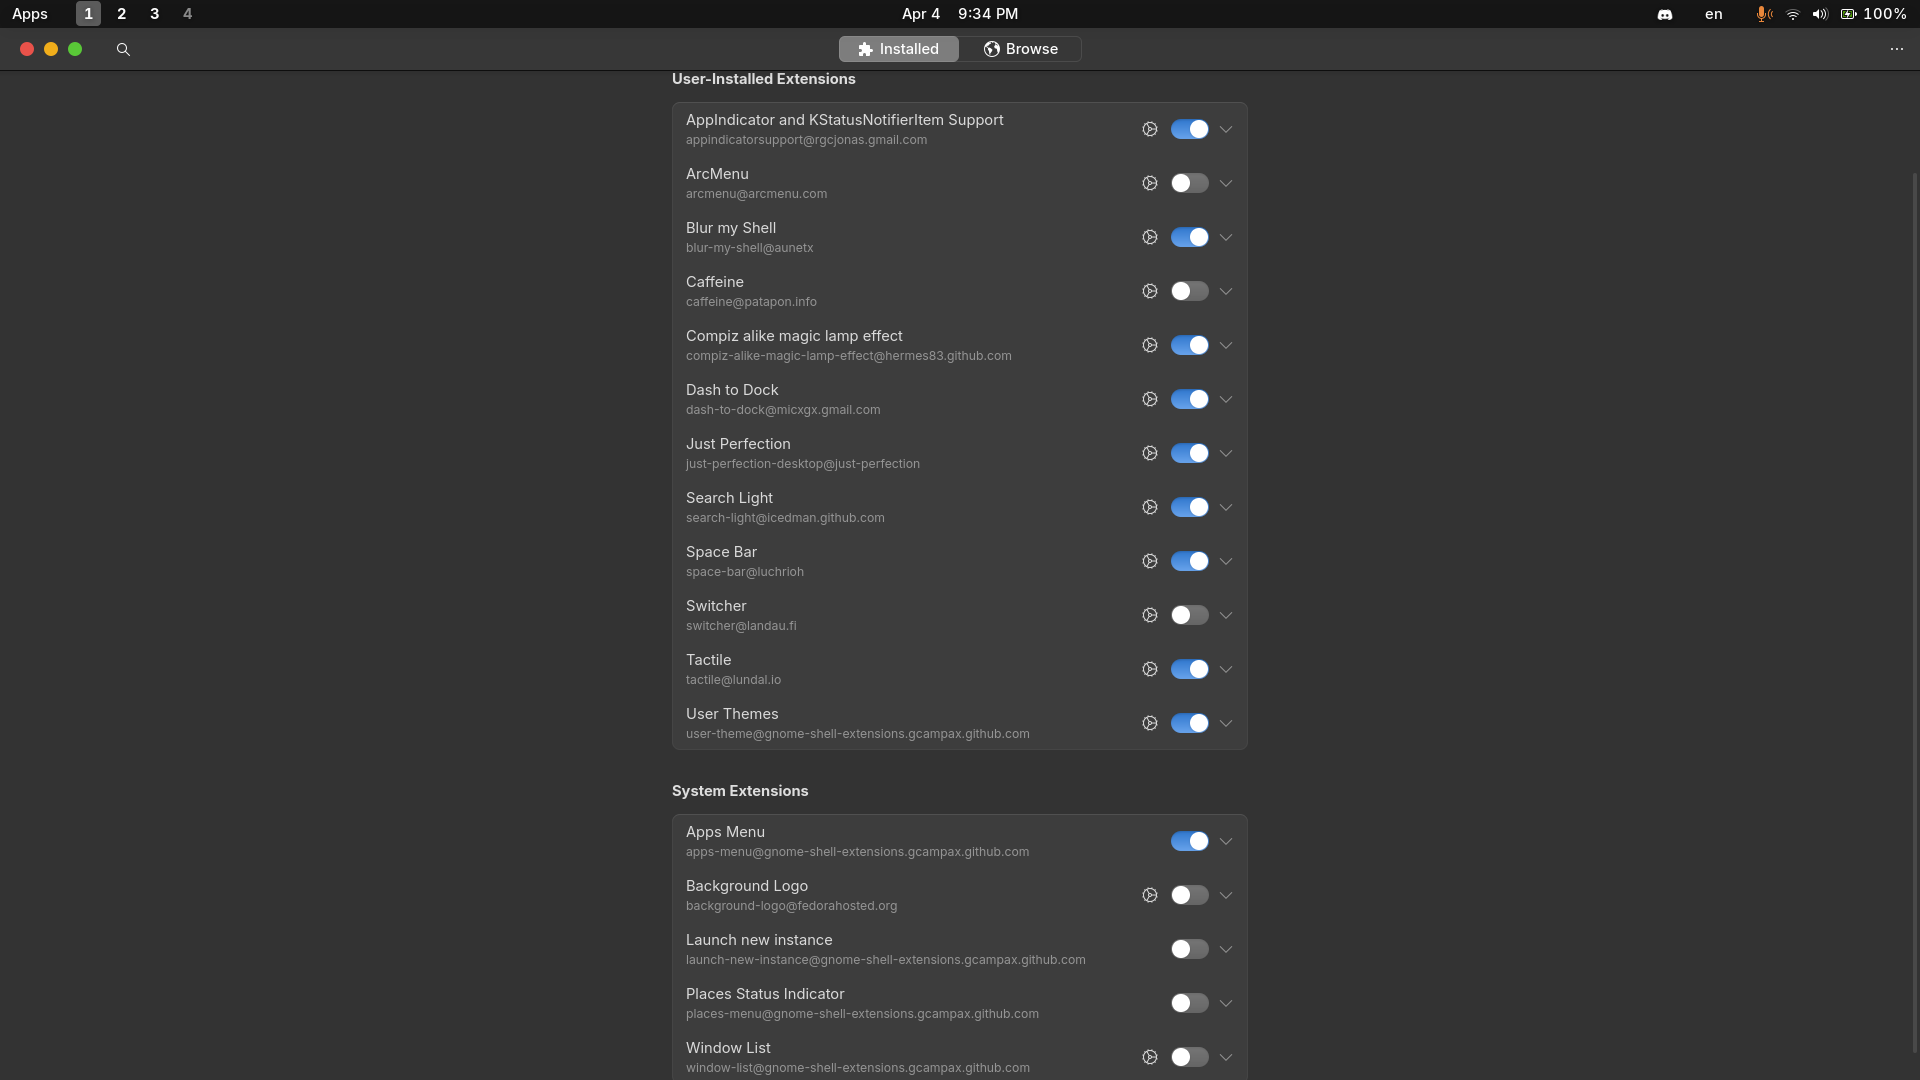 Apps 1 2 3 4 Apr 4 9:34 PM en 100%
Installed Browse
User-Installed Extensions
AppIndicator and KStatusNotifierItem Support
appindicatorsupport@rgcjonas.gmail.com
ArcMenu
arcmenu@arcmenu.com
Blur my Shell
blur-my-shell@aunetx
Caffeine
caffeine@patapon.info
Compiz alike magic lamp effect
compiz-alike-magic-lamp-effect@hermes83.github.com
Dash to Dock
dash-to-dock@micxgx.gmail.com
Just Perfection
just-perfection-desktop@just-perfection
Search Light
search-light@icedman.github.com
Space Bar
space-bar@luchrioh
Switcher
switcher@landau.fi
Tactile
tactile@lundal.io
User Themes
user-theme@gnome-shell-extensions.gcampax.github.com
System Extensions
Apps Menu
apps-menu@gnome-shell-extensions.gcampax.github.com
Background Logo
background-logo@fedorahosted.org
Launch new instance
launch-new-instance@gnome-shell-extensions.gcampax.github.com
Places Status Indicator
places-menu@gnome-shell-extensions.gcampax.github.com
Window List
window-list@gnome-shell-extensions.gcampax.github.com